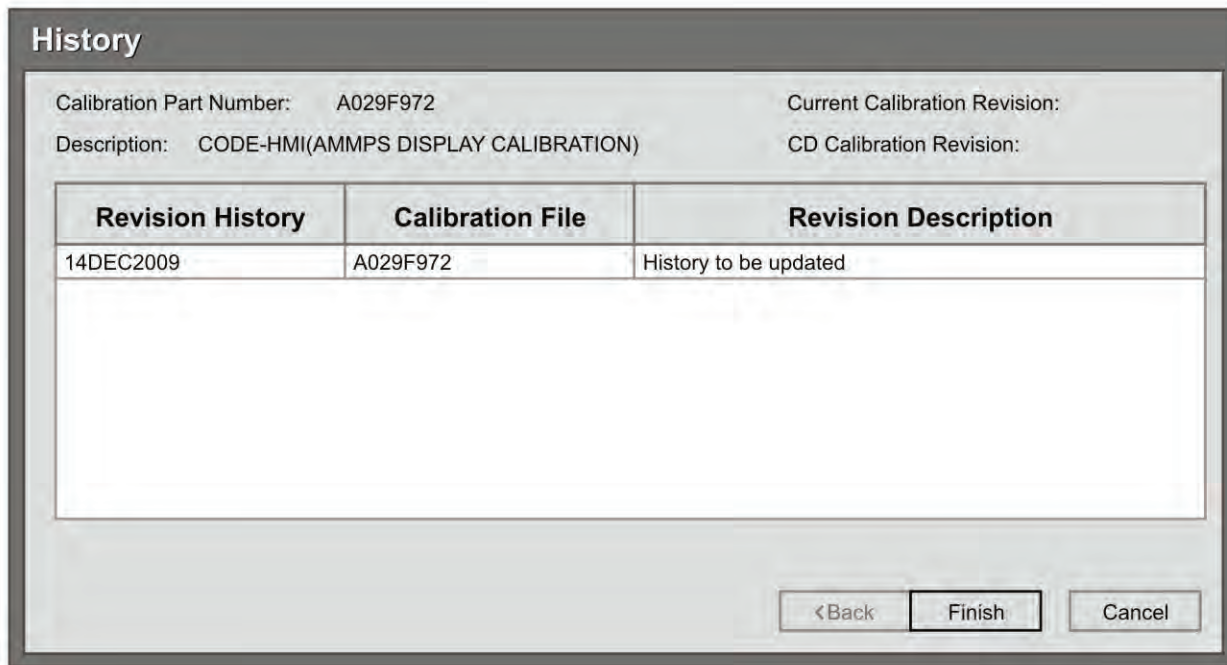 History
Calibration Part Number: A029F972 Current Calibration Revision:
Description: CODE-HMI(AMMPS DISPLAY CALIBRATION) CD Calibration Revision:
Revision History Calibration File Revision Description
14DEC2009 A029F972 History to be updated
<Back Finish Cancel